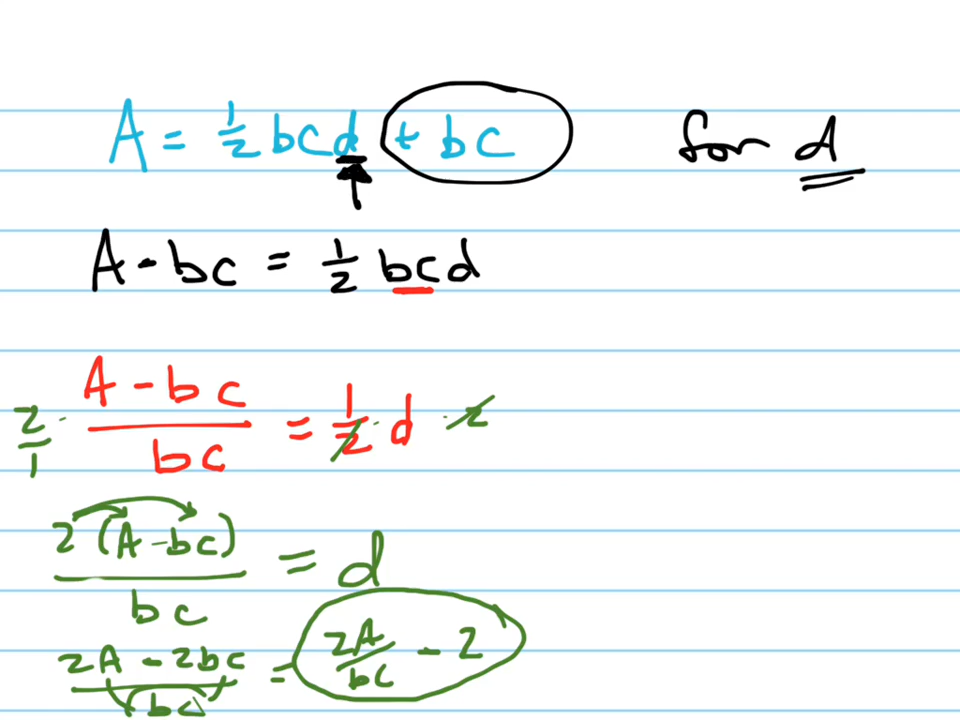 A = 1/2 bcd + bc for d
A - bc = 1/2 bcd
2/1 · (A - bc)/(bc) = 1/2 · d · 2
2(A - bc)/(bc) = d
(2A - 2bc)/(bc) = 2A/bc - 2